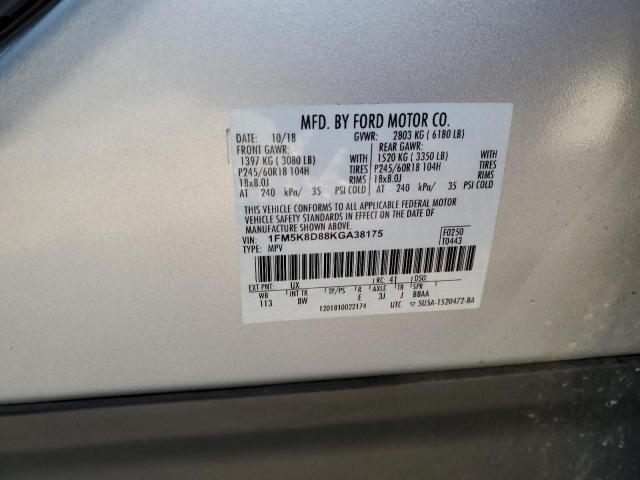 MFD. BY FORD MOTOR CO.
DATE: 10/18 GVWR: 2803 KG ( 6180 LB)
FRONT GAWR: REAR GAWR:
1397 KG ( 3080 LB) WITH 1520 KG ( 3350 LB) WITH
P245/60R18 104H TIRES P245/60R18 104H TIRES
18x8.0J RIMS 18x8.0J RIMS
AT 240 kPa/ 35 PSI COLD AT 240 kPa/ 35 PSI COLD
THIS VEHICLE CONFORMS TO ALL APPLICABLE FEDERAL MOTOR
VEHICLE SAFETY STANDARDS IN EFFECT ON THE DATE OF
MANUFACTURE SHOWN ABOVE.
VIN: 1FM5K8D88KGA38175 F0250
TYPE: MPV T0443
EXT PNT: UX RC: 41 DSO:
WB INT TR TP/PS R AXLE TR SPR
113 BW E 3J J BBAA
1201810022174 UTC ▽ 5U5A-1520472-BA